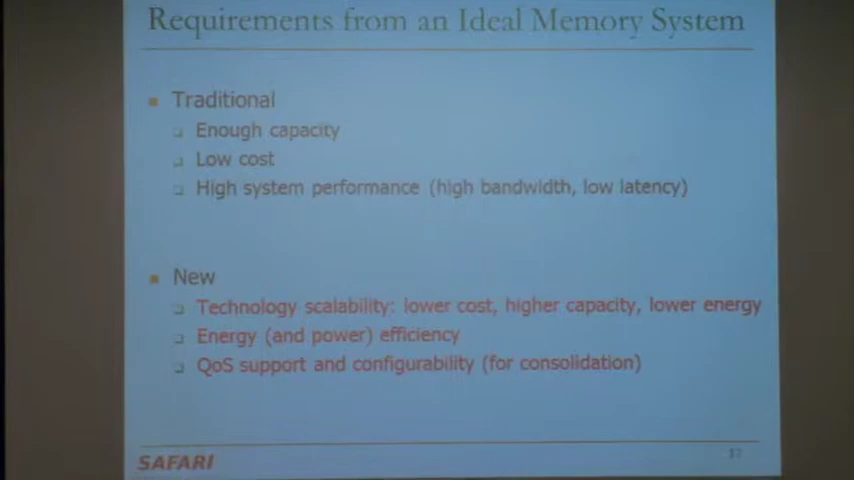 Requirements from an Ideal Memory System
Traditional
Enough capacity
Low cost
High system performance (high bandwidth, low latency)
New
Technology scalability: lower cost, higher capacity, lower energy
Energy (and power) efficiency
QoS support and configurability (for consolidation)
SAFARI